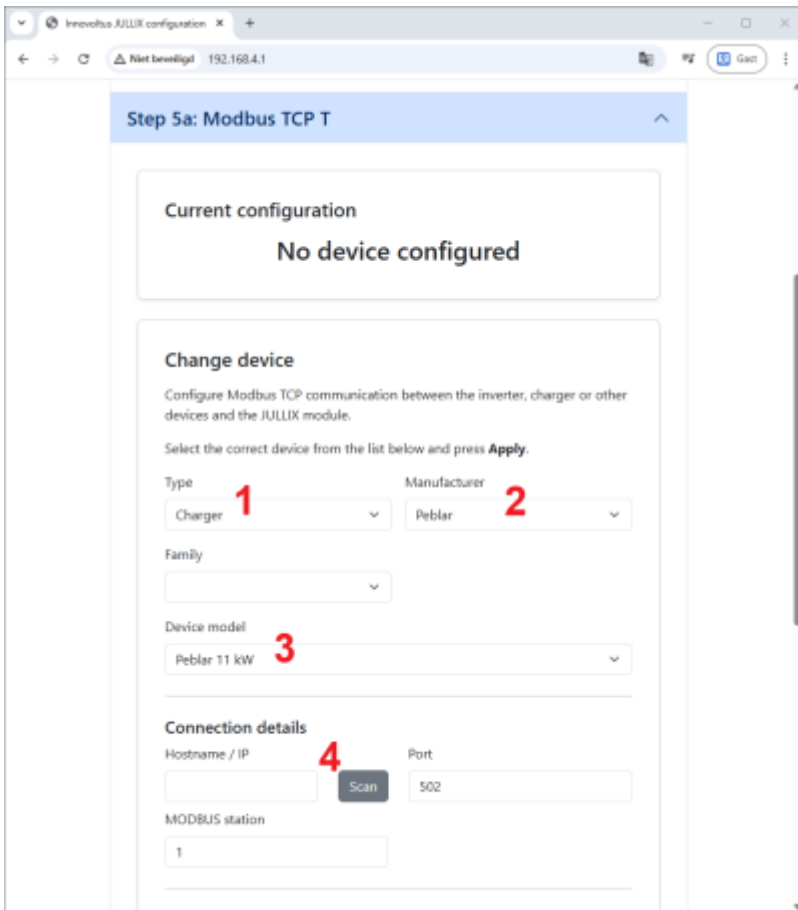 Innovoltus JULLIX configuration
Niet beveiligd 192.168.4.1
Gast
Step 5a: Modbus TCP T
Current configuration
No device configured
Change device
Configure Modbus TCP communication between the inverter, charger or other
devices and the JULLIX module.
Select the correct device from the list below and press Apply.
Type Manufacturer
1 2
Charger Peblar
Family
Device model
3
Peblar 11 kW
Connection details
Hostname / IP 4 Port
Scan 502
MODBUS station
1